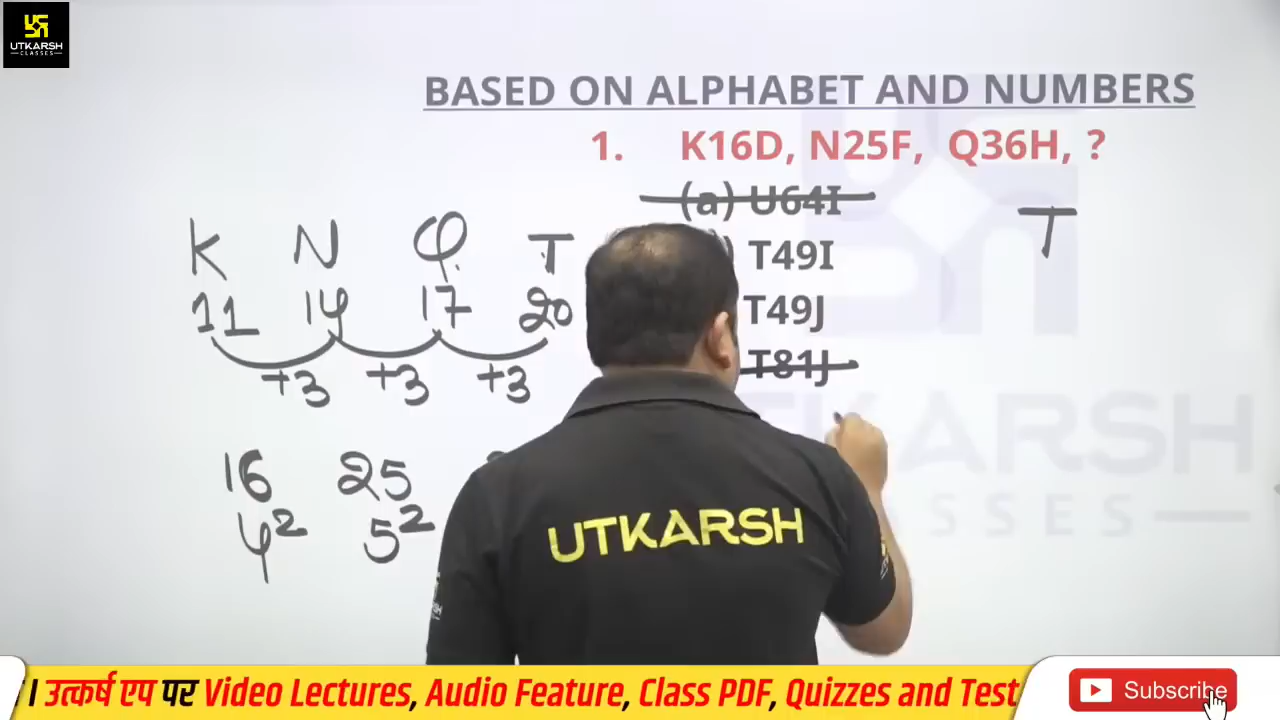 UTKARSH
CLASSES
BASED ON ALPHABET AND NUMBERS
1. K16D, N25F, Q36H, ?
(a) U64I
) T49I
T49J
T81J
T
K N Q T
11 14 17 20
+3 +3 +3
16 25
4² 5²
UTKARSH
UTKARSH
SSES
। उत्कर्ष एप पर Video Lectures, Audio Feature, Class PDF, Quizzes and Test
Subscribe